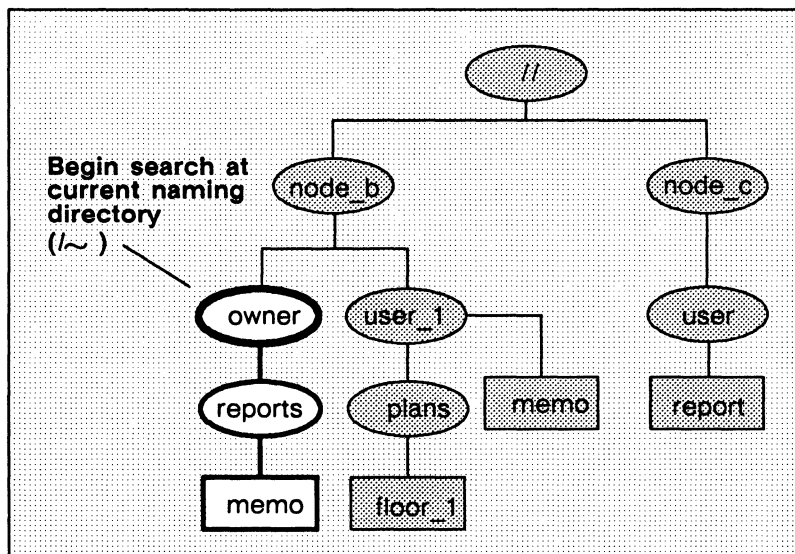 //
Begin search at
current naming
directory
(/~ )
node_b
node_c
owner
user_1
user
reports
plans
memo
report
memo
floor_1